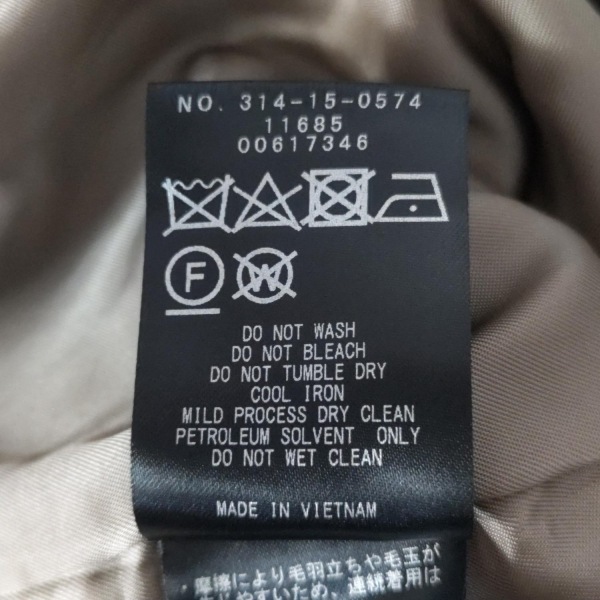 NO. 314-15-0574
11685
00617346
F W
DO NOT WASH
DO NOT BLEACH
DO NOT TUMBLE DRY
COOL IRON
MILD PROCESS DRY CLEAN
PETROLEUM SOLVENT ONLY
DO NOT WET CLEAN
MADE IN VIETNAM
・摩擦により毛羽立ちや毛玉が
生じやすいため、連続着用は